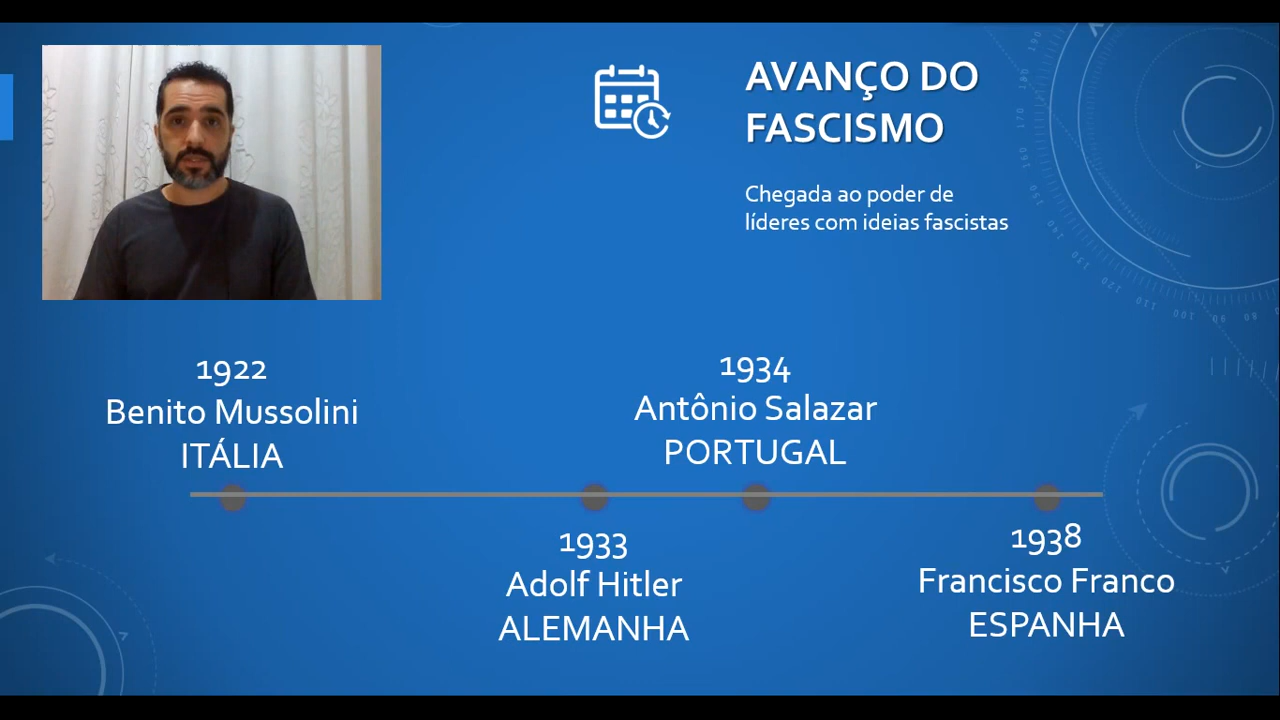 AVANÇO DO
FASCISMO
Chegada ao poder de
líderes com ideias fascistas
1922
Benito Mussolini
ITÁLIA
1933
Adolf Hitler
ALEMANHA
1934
Antônio Salazar
PORTUGAL
1938
Francisco Franco
ESPANHA